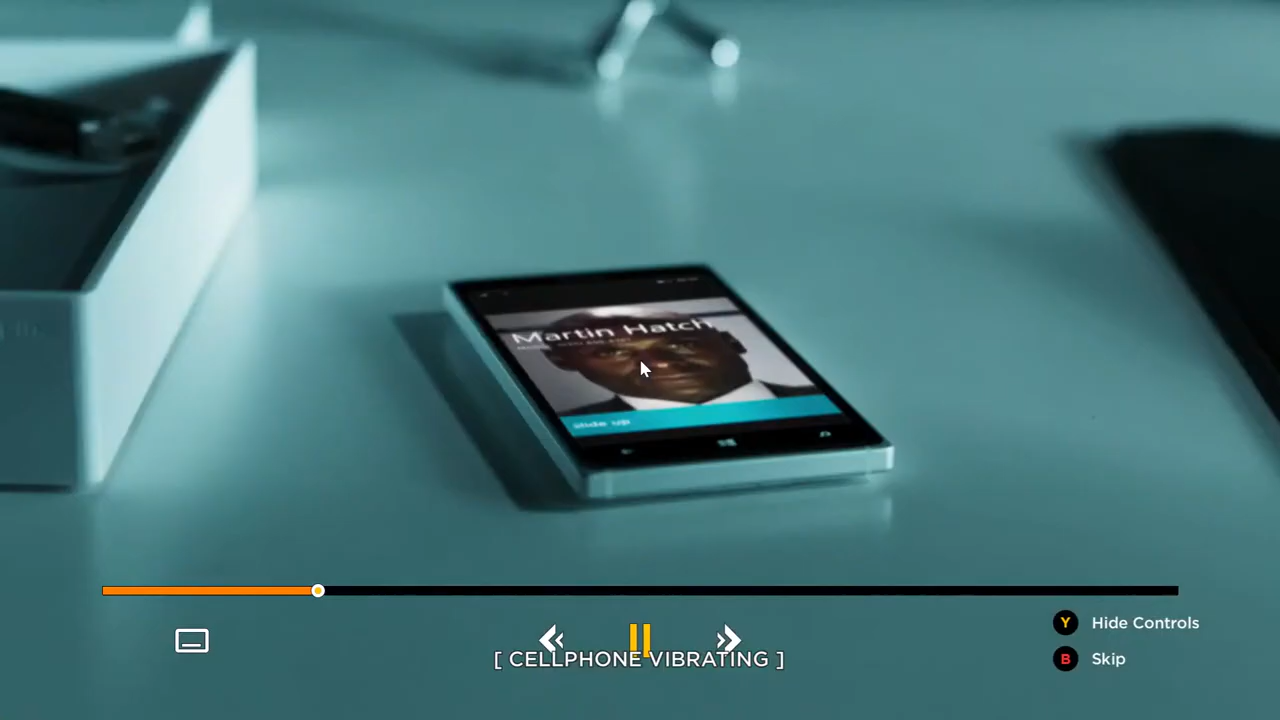 Martin Hatch
slide up
Y Hide Controls
[ CELLPHONE VIBRATING ]
B Skip